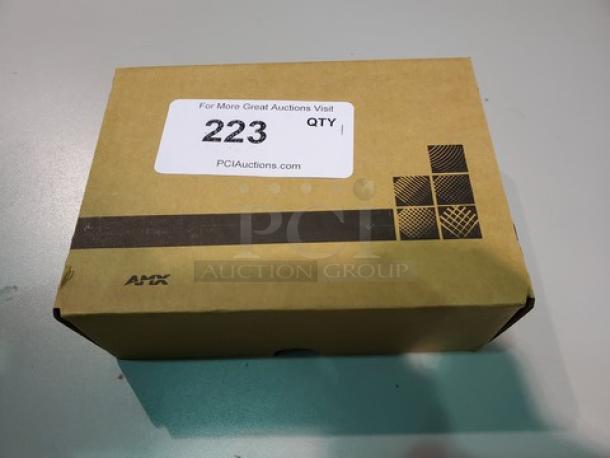 For More Great Auctions Visit
223 QTY
PCIAuctions.com
PCI
AUCTION GROUP
AMX